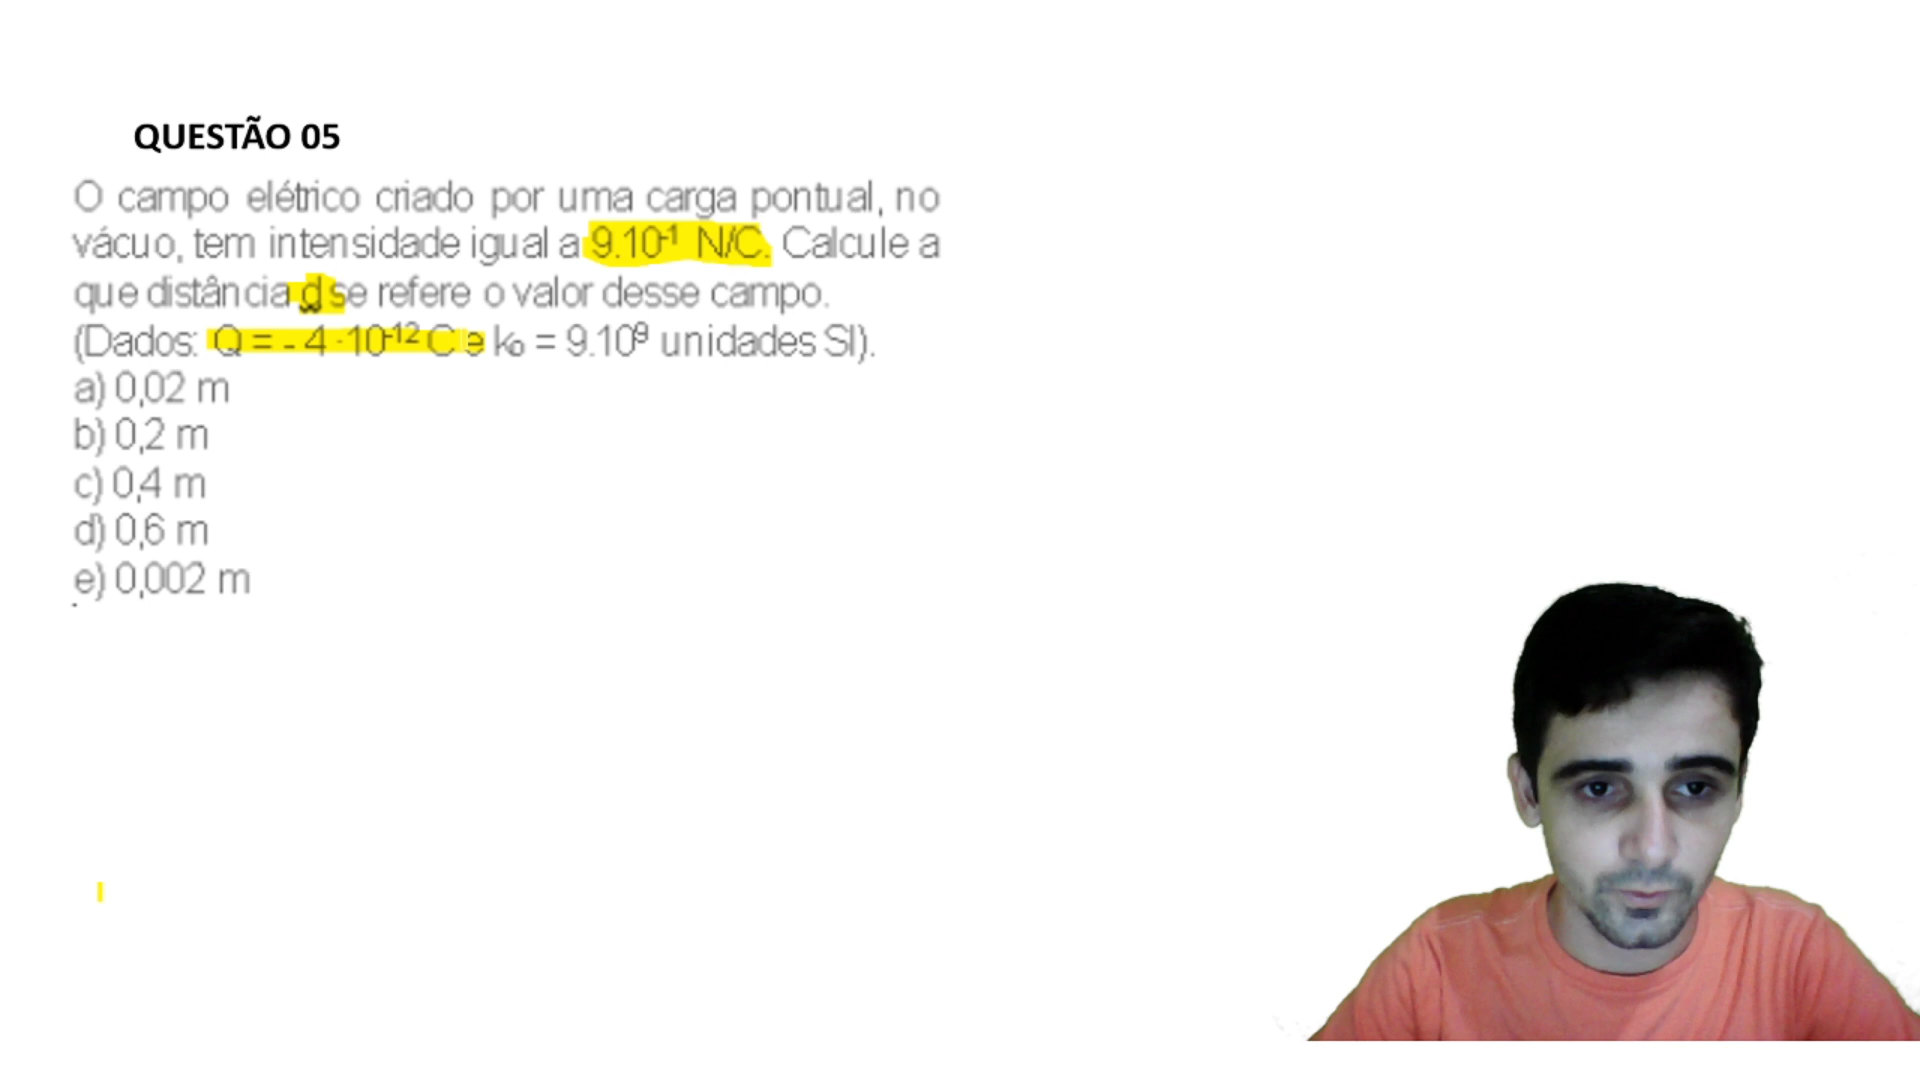 QUESTÃO 05
O campo elétrico criado por uma carga pontual, no
vácuo, tem intensidade igual a 9.10⁻¹ N/C. Calcule a
que distância d se refere o valor desse campo.
(Dados: Q = - 4 ·10⁻¹² C e k₀ = 9.10⁹ unidades SI).
a) 0,02 m
b) 0,2 m
c) 0,4 m
d) 0,6 m
e) 0,002 m